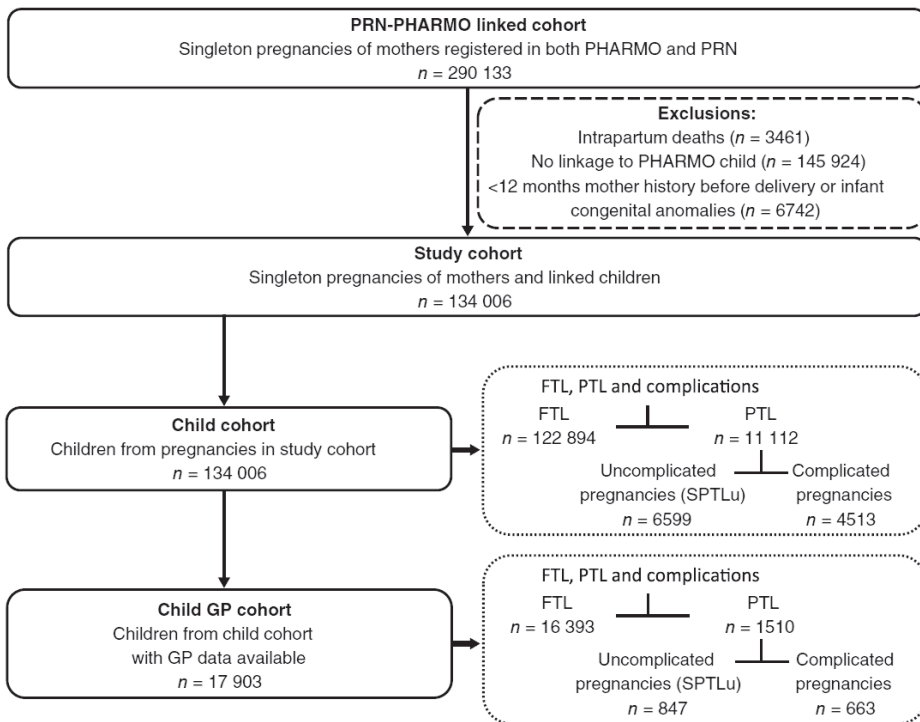 PRN-PHARMO linked cohort
Singleton pregnancies of mothers registered in both PHARMO and PRN
n = 290 133
Exclusions:
Intrapartum deaths (n = 3461)
No linkage to PHARMO child (n = 145 924)
<12 months mother history before delivery or infant
congenital anomalies (n = 6742)
Study cohort
Singleton pregnancies of mothers and linked children
n = 134 006
Child cohort
Children from pregnancies in study cohort
n = 134 006
FTL, PTL and complications
FTL
n = 122 894
PTL
n = 11 112
Uncomplicated
pregnancies (SPTLu)
n = 6599
Complicated
pregnancies
n = 4513
Child GP cohort
Children from child cohort
with GP data available
n = 17 903
FTL, PTL and complications
FTL
n = 16 393
PTL
n = 1510
Uncomplicated
pregnancies (SPTLu)
n = 847
Complicated
pregnancies
n = 663